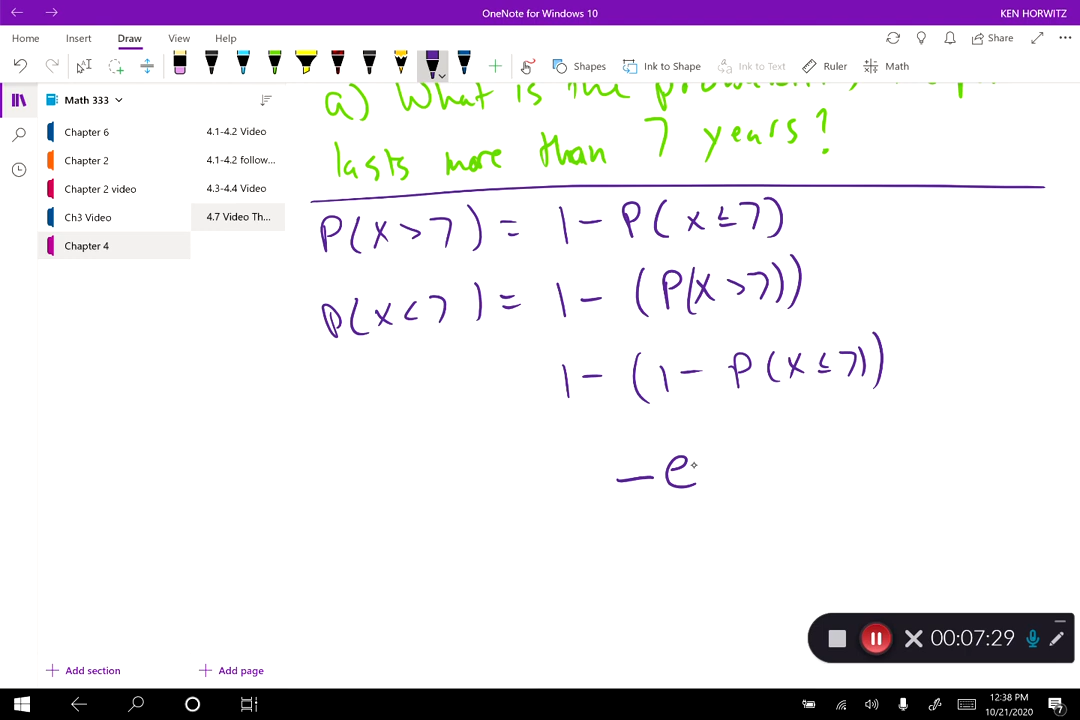 OneNote for Windows 10
KEN HORWITZ
Home Insert Draw View Help
Share
Shapes Ink to Shape Ink to Text Ruler Math
Math 333
Chapter 6
Chapter 2
Chapter 2 video
Ch3 Video
Chapter 4
4.1-4.2 Video
4.1-4.2 follow...
4.3-4.4 Video
4.7 Video Th...
a) What is the
lasts more than 7 years?
P(X > 7) = 1 - P(X ≤ 7)
P(X < 7) = 1 - (P(X > 7))
1 - (1 - P(X ≤ 7))
- e
00:07:29
Add section
Add page
12:38 PM
10/21/2020
7